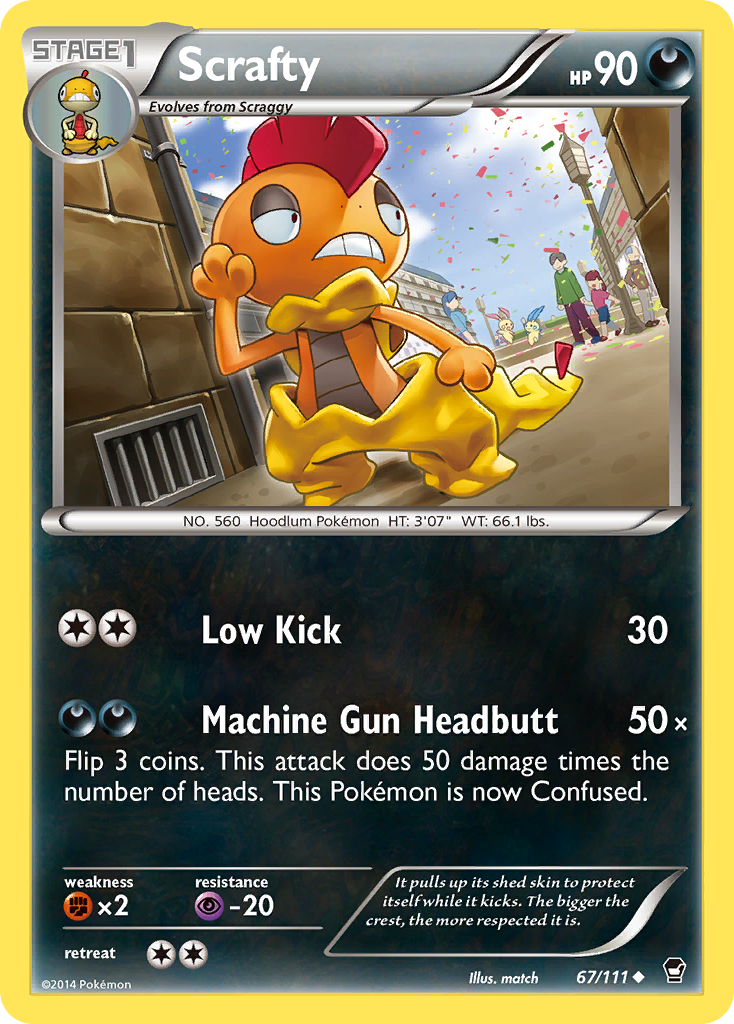 STAGE1
Scrafty
HP 90
Evolves from Scraggy
NO. 560 Hoodlum Pokémon HT: 3'07" WT: 66.1 lbs.
Low Kick 30
Machine Gun Headbutt 50×
Flip 3 coins. This attack does 50 damage times the
number of heads. This Pokémon is now Confused.
weakness
×2
resistance
-20
retreat
It pulls up its shed skin to protect
itself while it kicks. The bigger the
crest, the more respected it is.
©2014 Pokémon
Illus. match
67/111